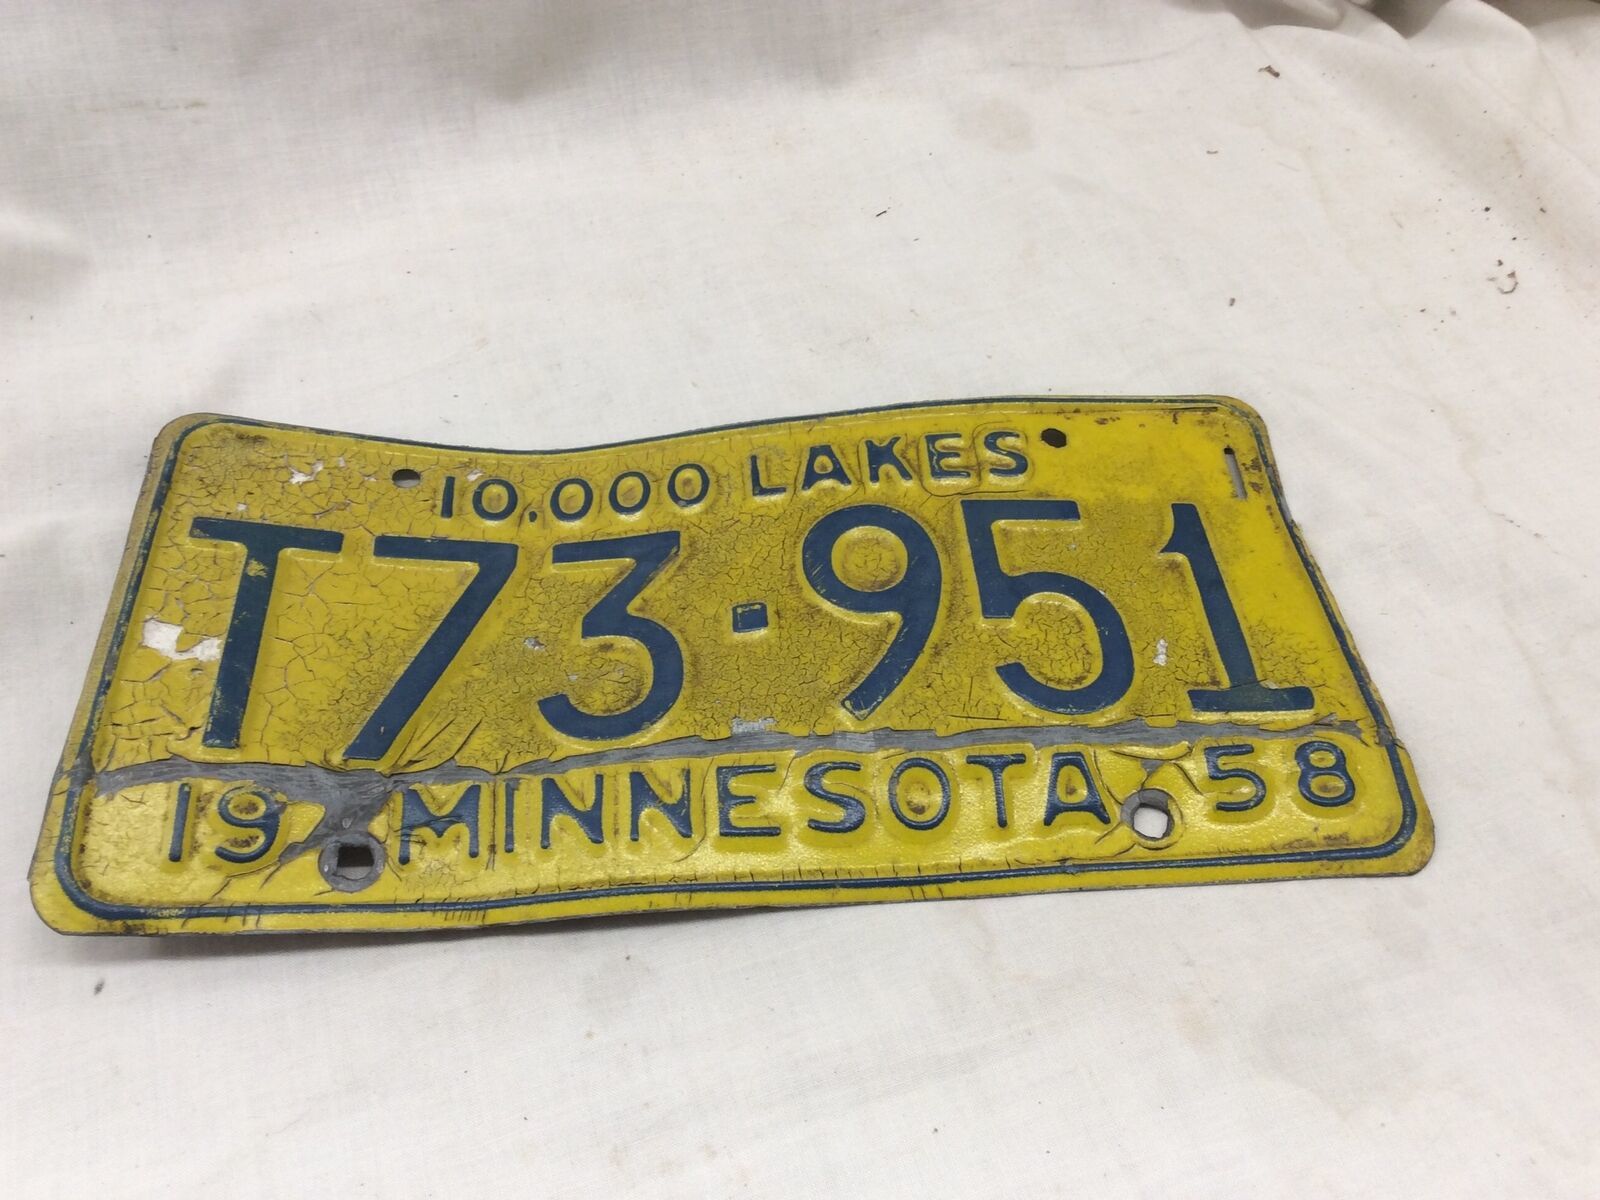 10,000 LAKES
T73·951
19 MINNESOTA 58